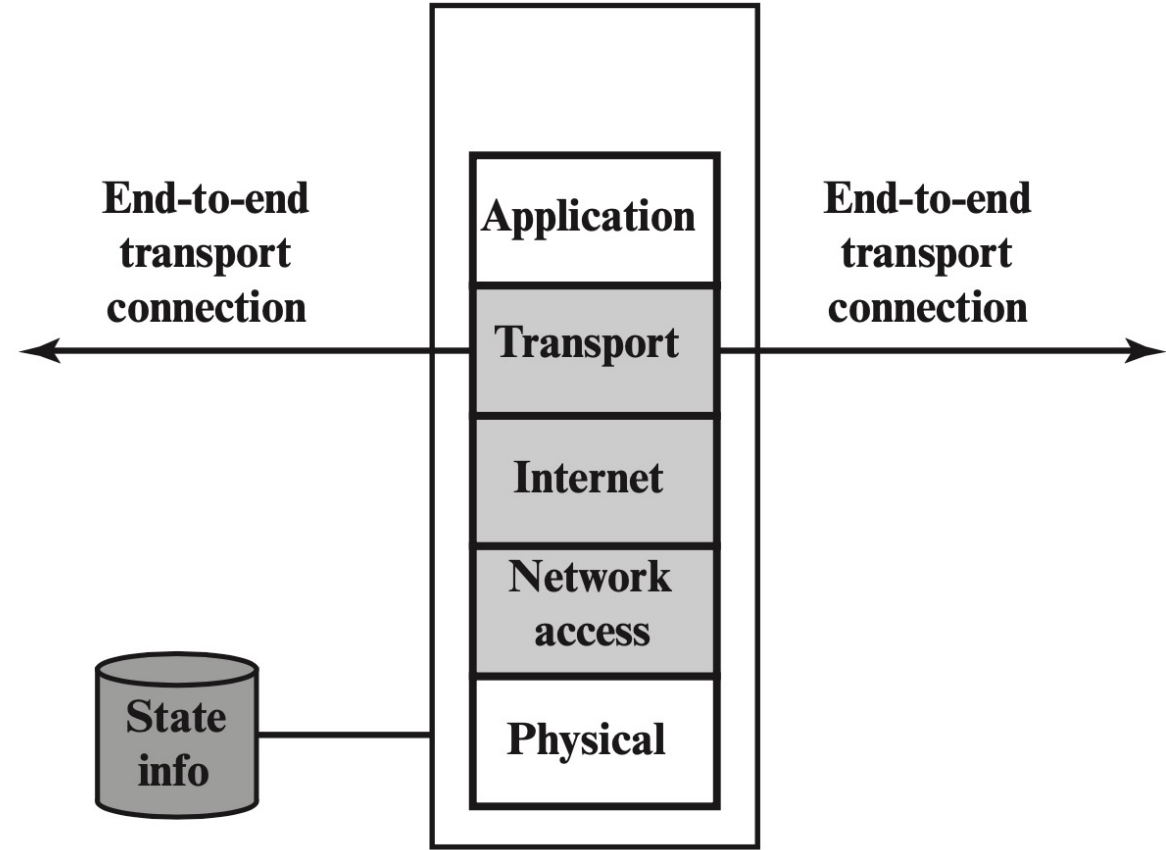 End-to-end
transport
connection
Application
End-to-end
transport
connection
Transport
Internet
Network
access
State
info
Physical